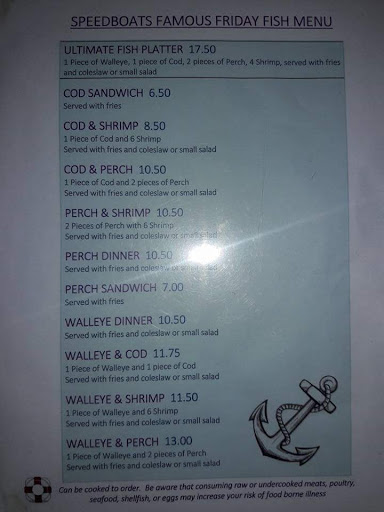 SPEEDBOATS FAMOUS FRIDAY FISH MENU
ULTIMATE FISH PLATTER 17.50
1 Piece of Walleye, 1 piece of Cod, 2 pieces of Perch, 4 Shrimp, served with fries
and coleslaw or small salad
COD SANDWICH 6.50
Served with fries
COD & SHRIMP 8.50
1 Piece of Cod and 6 Shrimp
Served with fries and coleslaw or small salad
COD & PERCH 10.50
1 Piece of Cod and 2 pieces of Perch
Served with fries and coleslaw or small salad
PERCH & SHRIMP 10.50
2 Pieces of Perch with 6 Shrimp
Served with fries and coleslaw or small salad
PERCH DINNER 10.50
Served with fries and coleslaw or small salad
PERCH SANDWICH 7.00
Served with fries
WALLEYE DINNER 10.50
Served with fries and coleslaw or small salad
WALLEYE & COD 11.75
1 Piece of Walleye and 1 piece of Cod
Served with fries and coleslaw or small salad
WALLEYE & SHRIMP 11.50
1 Piece of Walleye and 6 Shrimp
Served with fries and coleslaw or small salad
WALLEYE & PERCH 13.00
1 Piece of Walleye and 2 pieces of Perch
Served with fries and coleslaw or small salad
Can be cooked to order. Be aware that consuming raw or undercooked meats, poultry,
seafood, shellfish, or eggs may increase your risk of food borne illness